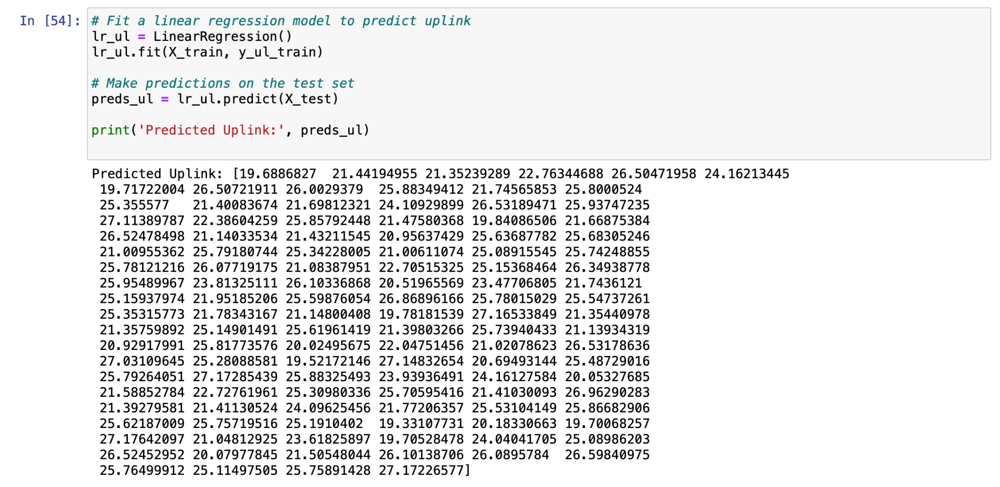 In [54]: # Fit a linear regression model to predict uplink
lr_ul = LinearRegression()
lr_ul.fit(X_train, y_ul_train)
# Make predictions on the test set
preds_ul = lr_ul.predict(X_test)
print('Predicted Uplink:', preds_ul)
Predicted Uplink: [19.6886827  21.44194955 21.35239289 22.76344688 26.50471958 24.16213445
19.71722004 26.50721911 26.0029379  25.88349412 21.74565853 25.8000524
25.355577   21.40083674 21.69812321 24.10929899 26.53189471 25.93747235
27.11389787 22.38604259 25.85792448 21.47580368 19.84086506 21.66875384
26.52478498 21.14033534 21.43211545 20.95637429 25.63687782 25.68305246
21.00955362 25.79180744 25.34228005 21.00611074 25.08915545 25.74248855
25.78121216 26.07719175 21.08387951 22.70515325 25.15368464 26.34938778
25.95489967 23.81325111 26.10336868 20.51965569 23.47706805 21.7436121
25.15937974 21.95185206 25.59876054 26.86896166 25.78015029 25.54737261
25.35315773 21.78343167 21.14800408 19.78181539 27.16533849 21.35440978
21.35759892 25.14901491 25.61961419 21.39803266 25.73940433 21.13934319
20.92917991 25.81773576 20.02495675 22.04751456 21.02078623 26.53178636
27.03109645 25.28088581 19.52172146 27.14832654 20.69493144 25.48729016
25.79264051 27.17285439 25.88325493 23.93936491 24.16127584 20.05327685
21.58852784 22.72761961 25.30980336 25.70595416 21.41030093 26.96290283
21.39279581 21.41130524 24.09625456 21.77206357 25.53104149 25.86682906
25.62187009 25.75719516 25.1910402  19.33107731 20.18330663 19.70068257
27.17642097 21.04812925 23.61825897 19.70528478 24.04041705 25.08986203
26.52452952 20.07977845 21.50548044 26.10138706 26.0895784  26.59840975
25.76499912 25.11497505 25.75891428 27.17226577]